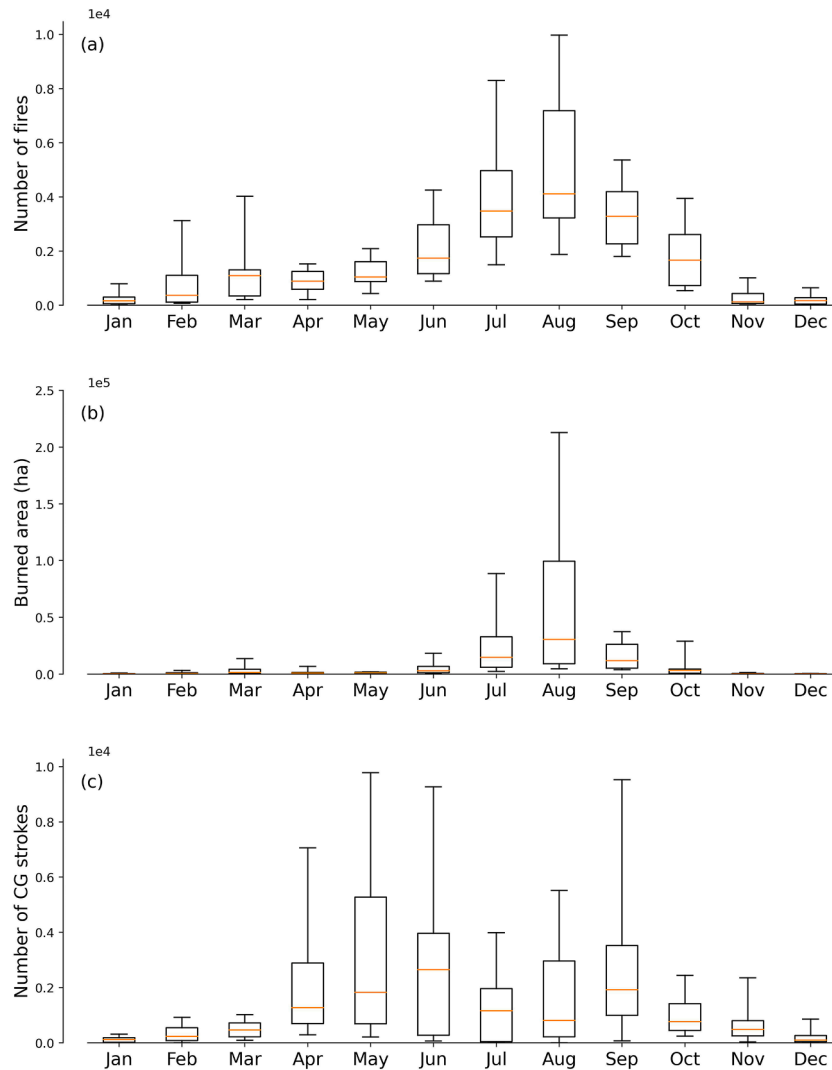 1e4
(a)
Number of fires
1.0
0.8
0.6
0.4
0.2
0.0
Jan Feb Mar Apr May Jun Jul Aug Sep Oct Nov Dec
1e5
(b)
Burned area (ha)
2.5
2.0
1.5
1.0
0.5
0.0
Jan Feb Mar Apr May Jun Jul Aug Sep Oct Nov Dec
1e4
(c)
Number of CG strokes
1.0
0.8
0.6
0.4
0.2
0.0
Jan Feb Mar Apr May Jun Jul Aug Sep Oct Nov Dec